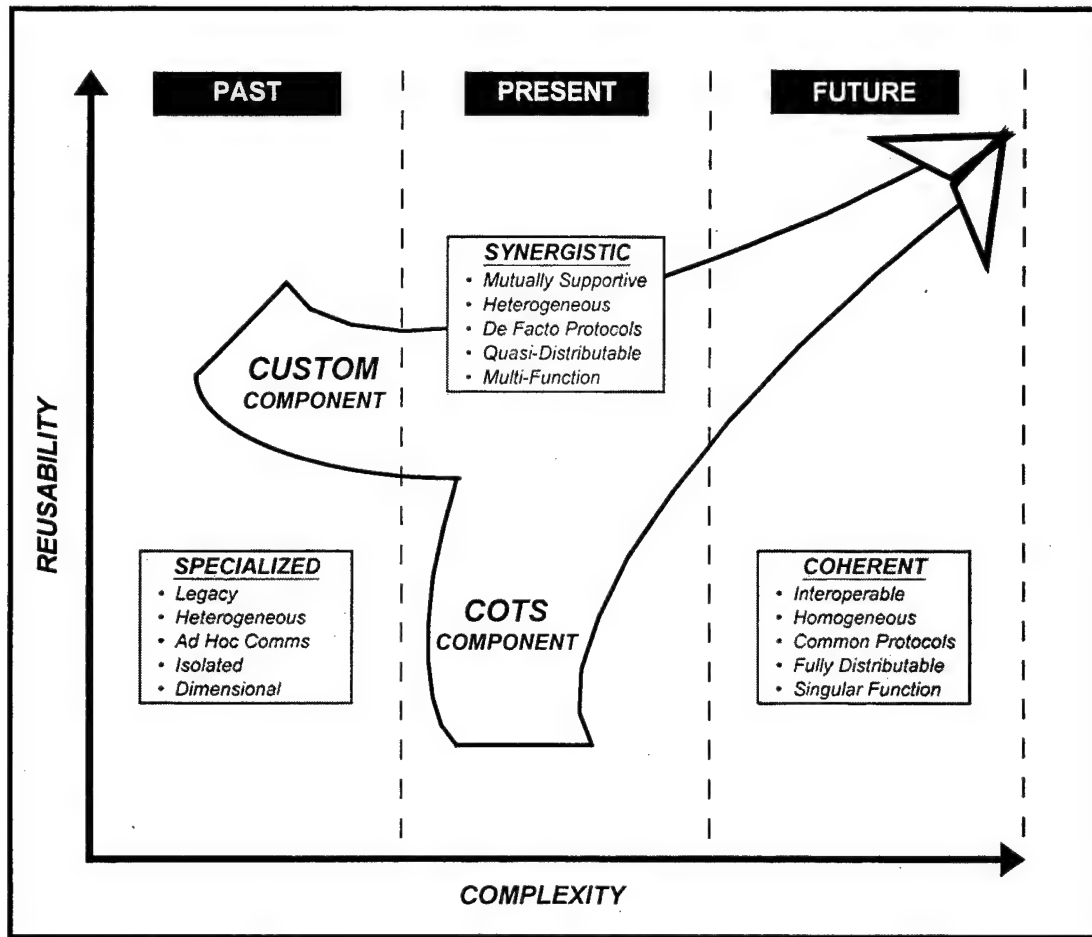 PAST
PRESENT
FUTURE
SYNERGISTIC
• Mutually Supportive
• Heterogeneous
• De Facto Protocols
• Quasi-Distributable
• Multi-Function
CUSTOM
COMPONENT
REUSABILITY
SPECIALIZED
• Legacy
• Heterogeneous
• Ad Hoc Comms
• Isolated
• Dimensional
COTS
COMPONENT
COHERENT
• Interoperable
• Homogeneous
• Common Protocols
• Fully Distributable
• Singular Function
COMPLEXITY